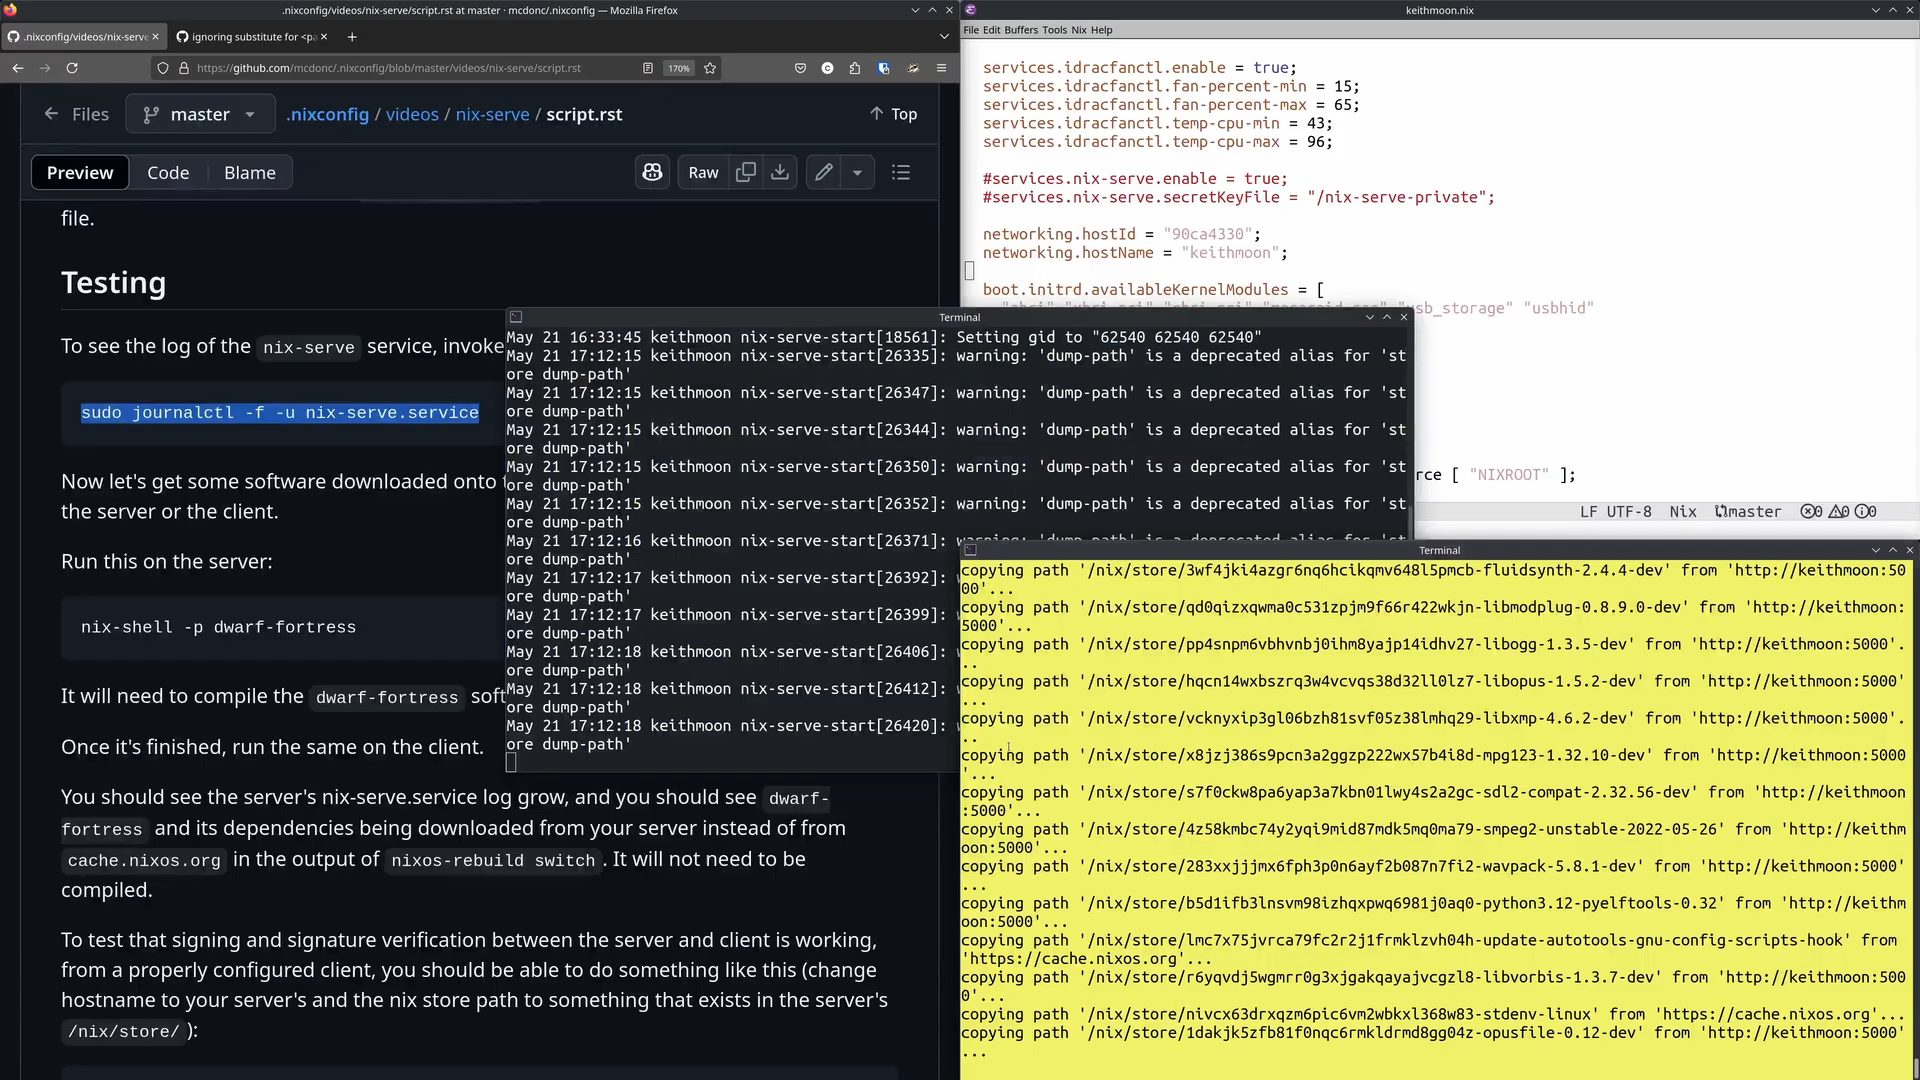 .nixconfig/videos/nix-serve/script.rst at master · mcdonc/.nixconfig — Mozilla Firefox
.nixconfig/videos/nix-serve
ignoring substitute for <pa
https://github.com/mcdonc/.nixconfig/blob/master/videos/nix-serve/script.rst
170%
Files
master
.nixconfig / videos / nix-serve / script.rst
Top
Preview
Code
Blame
Raw
file.
Testing
To see the log of the nix-serve service, invoke
sudo journalctl -f -u nix-serve.service
Now let's get some software downloaded onto
the server or the client.
Run this on the server:
nix-shell -p dwarf-fortress
It will need to compile the dwarf-fortress
Once it's finished, run the same on the client.
You should see the server's nix-serve.service log grow, and you should see dwarf-
fortress and its dependencies being downloaded from your server instead of from
cache.nixos.org in the output of nixos-rebuild switch. It will not need to be
compiled.
To test that signing and signature verification between the server and client is working,
from a properly configured client, you should be able to do something like this (change
hostname to your server's and the nix store path to something that exists in the server's
/nix/store/ ):
keithmoon.nix
File Edit Buffers Tools Nix Help
services.idracfanctl.enable = true;
services.idracfanctl.fan-percent-min = 15;
services.idracfanctl.fan-percent-max = 65;
services.idracfanctl.temp-cpu-min = 43;
services.idracfanctl.temp-cpu-max = 96;
#services.nix-serve.enable = true;
#services.nix-serve.secretKeyFile = "/nix-serve-private";
networking.hostId = "90ca4330";
networking.hostName = "keithmoon";
boot.initrd.availableKernelModules = [
sb_storage" "usbhid"
rce [ "NIXROOT" ];
LF UTF-8 Nix master 0 0 0
Terminal
May 21 16:33:45 keithmoon nix-serve-start[18561]: Setting gid to "62540 62540 62540"
May 21 17:12:15 keithmoon nix-serve-start[26335]: warning: 'dump-path' is a deprecated alias for 'st
ore dump-path'
May 21 17:12:15 keithmoon nix-serve-start[26347]: warning: 'dump-path' is a deprecated alias for 'st
ore dump-path'
May 21 17:12:15 keithmoon nix-serve-start[26344]: warning: 'dump-path' is a deprecated alias for 'st
ore dump-path'
May 21 17:12:15 keithmoon nix-serve-start[26350]: warning: 'dump-path' is a deprecated alias for 'st
ore dump-path'
May 21 17:12:15 keithmoon nix-serve-start[26352]: warning: 'dump-path' is a deprecated alias for 'st
ore dump-path'
May 21 17:12:16 keithmoon nix-serve-start[26371]: warning: 'dump-path' is a deprecated alias for 'st
ore dump-path'
May 21 17:12:17 keithmoon nix-serve-start[26392]:
ore dump-path'
May 21 17:12:17 keithmoon nix-serve-start[26399]:
ore dump-path'
May 21 17:12:18 keithmoon nix-serve-start[26406]:
ore dump-path'
May 21 17:12:18 keithmoon nix-serve-start[26412]:
ore dump-path'
May 21 17:12:18 keithmoon nix-serve-start[26420]:
ore dump-path'
Terminal
copying path '/nix/store/3wf4jki4azgr6nq6hcikqmv648l5pmcb-fluidsynth-2.4.4-dev' from 'http://keithmoon:50
00'...
copying path '/nix/store/qd0qizxqwma0c531zpjm9f66r422wkjn-libmodplug-0.8.9.0-dev' from 'http://keithmoon:
5000'...
copying path '/nix/store/pp4snpm6vbhvnbj0ihm8yajp14idhv27-libogg-1.3.5-dev' from 'http://keithmoon:5000'.
..
copying path '/nix/store/hqcn14wxbszrq3w4vcvqs38d32ll0lz7-libopus-1.5.2-dev' from 'http://keithmoon:5000'
...
copying path '/nix/store/vcknyxip3gl06bzh81svf05z38lmhq29-libxmp-4.6.2-dev' from 'http://keithmoon:5000'.
..
copying path '/nix/store/x8jzj386s9pcn3a2ggzp222wx57b4i8d-mpg123-1.32.10-dev' from 'http://keithmoon:5000
'...
copying path '/nix/store/s7f0ckw8pa6yap3a7kbn01lwy4s2a2gc-sdl2-compat-2.32.56-dev' from 'http://keithmoon
:5000'...
copying path '/nix/store/4z58kmbc74y2yqi9mid87mdk5mq0ma79-smpeg2-unstable-2022-05-26' from 'http://keithm
oon:5000'...
copying path '/nix/store/283xxjjjmx6fph3p0n6ayf2b087n7fi2-wavpack-5.8.1-dev' from 'http://keithmoon:5000'
...
copying path '/nix/store/b5d1ifb3lnsvm98izhqxpwq6981j0aq0-python3.12-pyelftools-0.32' from 'http://keithm
oon:5000'...
copying path '/nix/store/lmc7x75jvrca79fc2r2j1frmklzvh04h-update-autotools-gnu-config-scripts-hook' from
'https://cache.nixos.org'...
copying path '/nix/store/r6yqvdj5wgmrr0g3xjgakqayajvcgzl8-libvorbis-1.3.7-dev' from 'http://keithmoon:500
0'...
copying path '/nix/store/nivcx63drxqzm6pic6vm2wbkxl368w83-stdenv-linux' from 'https://cache.nixos.org'...
copying path '/nix/store/1dakjk5zfb81f0nqc6rmkldrmd8gg04z-opusfile-0.12-dev' from 'http://keithmoon:5000'
...